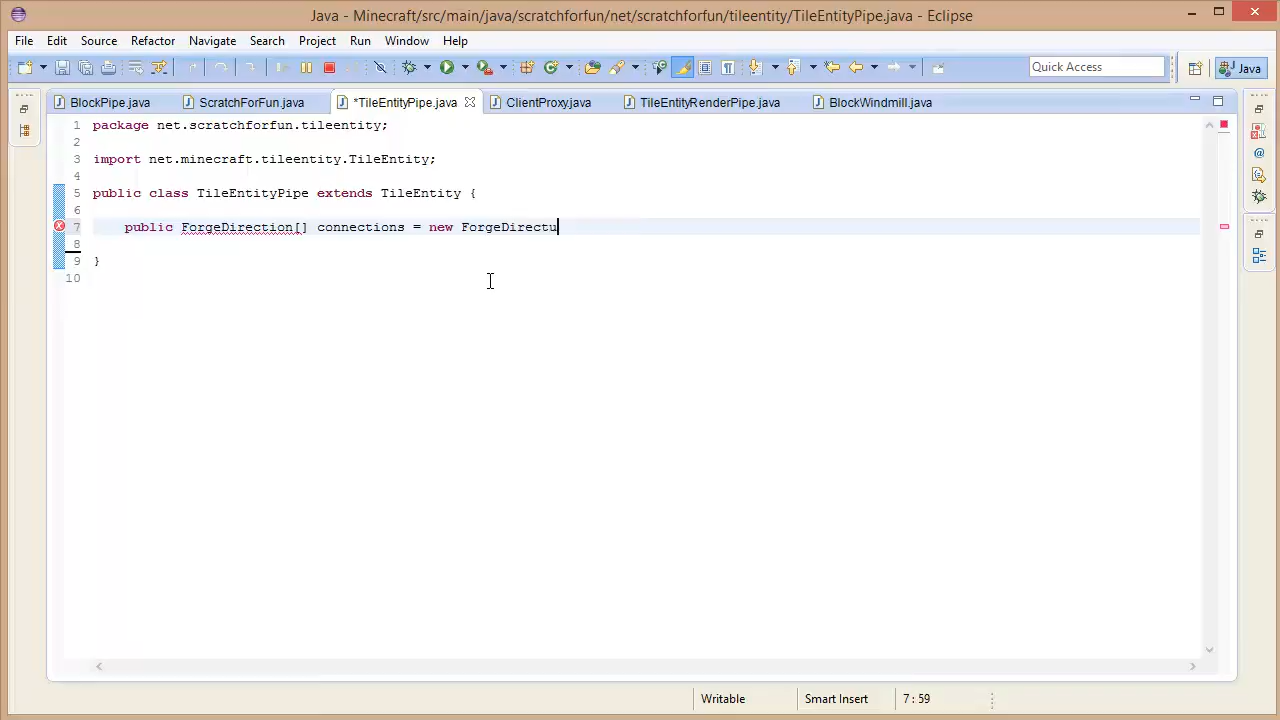 Java - Minecraft/src/main/java/scratchforfun/net/scratchforfun/tileentity/TileEntityPipe.java - Eclipse
File Edit Source Refactor Navigate Search Project Run Window Help
Quick Access Java
BlockPipe.java ScratchForFun.java *TileEntityPipe.java ClientProxy.java TileEntityRenderPipe.java BlockWindmill.java
1 package net.scratchforfun.tileentity;
2
3 import net.minecraft.tileentity.TileEntity;
4
5 public class TileEntityPipe extends TileEntity {
6
7 public ForgeDirection[] connections = new ForgeDirectu
8
9 }
10
Writable Smart Insert 7 : 59